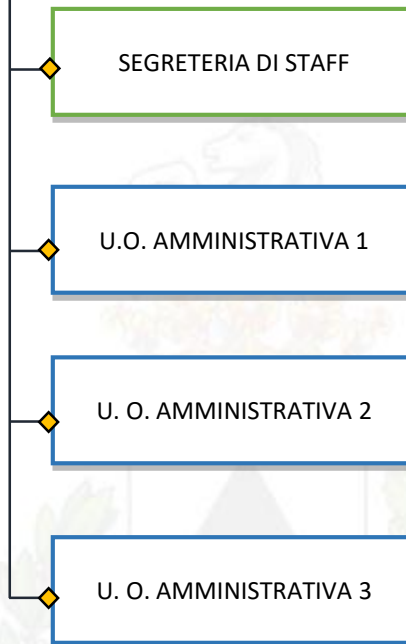 SEGRETERIA DI STAFF
U.O. AMMINISTRATIVA 1
U. O. AMMINISTRATIVA 2
U. O. AMMINISTRATIVA 3